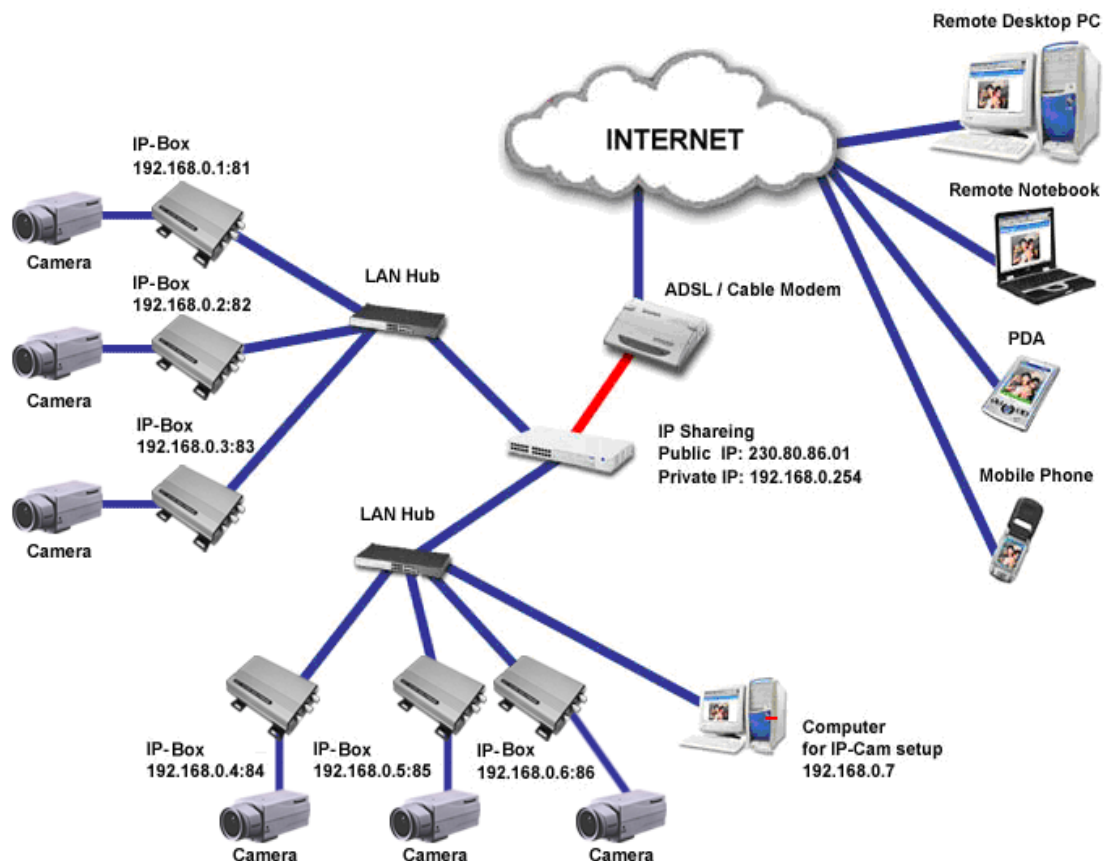 Remote Desktop PC
INTERNET
IP-Box
192.168.0.1:81
Remote Notebook
Camera
LAN Hub
IP-Box
192.168.0.2:82
ADSL / Cable Modem
PDA
Camera
IP-Box
192.168.0.3:83
IP Shareing
Public IP: 230.80.86.01
Private IP: 192.168.0.254
Mobile Phone
Camera
LAN Hub
IP-Box
192.168.0.4:84
IP-Box
192.168.0.5:85
IP-Box
192.168.0.6:86
Computer
for IP-Cam setup
192.168.0.7
Camera
Camera
Camera